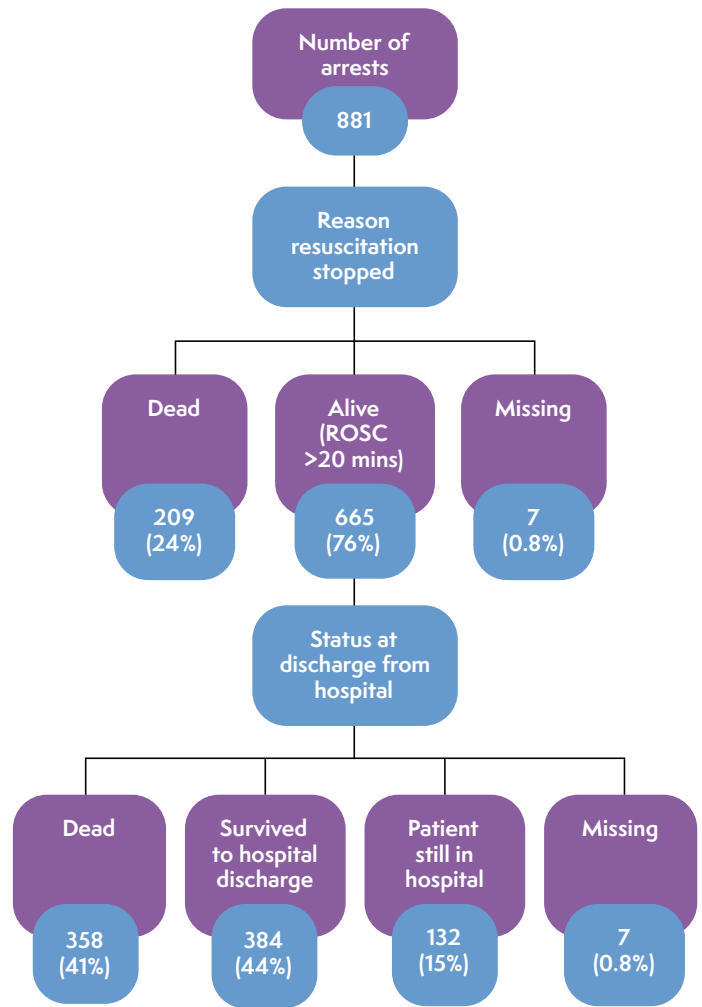 Number of
arrests
881
Reason
resuscitation
stopped
Dead
209
(24%)
Alive
(ROSC
>20 mins)
665
(76%)
Missing
7
(0.8%)
Status at
discharge from
hospital
Dead
358
(41%)
Survived
to hospital
discharge
384
(44%)
Patient
still in
hospital
132
(15%)
Missing
7
(0.8%)